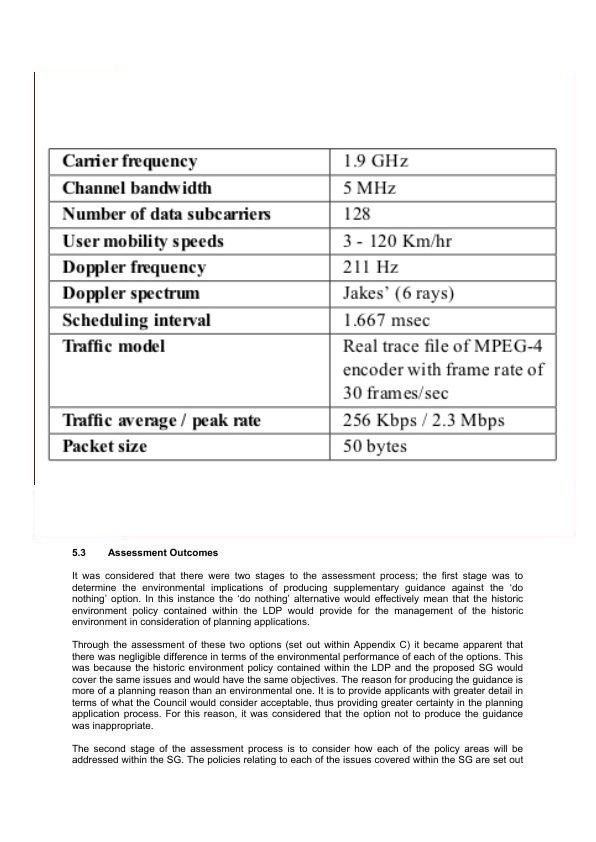 Carrier frequency 1.9 GHz
Channel bandwidth 5 MHz
Number of data subcarriers 128
User mobility speeds 3 - 120 Km/hr
Doppler frequency 211 Hz
Doppler spectrum Jakes’ (6 rays)
Scheduling interval 1.667 msec
Traffic model Real trace file of MPEG-4
encoder with frame rate of
30 frames/sec
Traffic average / peak rate 256 Kbps / 2.3 Mbps
Packet size 50 bytes
5.3 Assessment Outcomes
It was considered that there were two stages to the assessment process; the first stage was to
determine the environmental implications of producing supplementary guidance against the ‘do
nothing’ option. In this instance the ‘do nothing’ alternative would effectively mean that the historic
environment policy contained within the LDP would provide for the management of the historic
environment in consideration of planning applications.
Through the assessment of these two options (set out within Appendix C) it became apparent that
there was negligible difference in terms of the environmental performance of each of the options. This
was because the historic environment policy contained within the LDP and the proposed SG would
cover the same issues and would have the same objectives. The reason for producing the guidance is
more of a planning reason than an environmental one. It is to provide applicants with greater detail in
terms of what the Council would consider acceptable, thus providing greater certainty in the planning
application process. For this reason, it was considered that the option not to produce the guidance
was inappropriate.
The second stage of the assessment process is to consider how each of the policy areas will be
addressed within the SG. The policies relating to each of the issues covered within the SG are set out